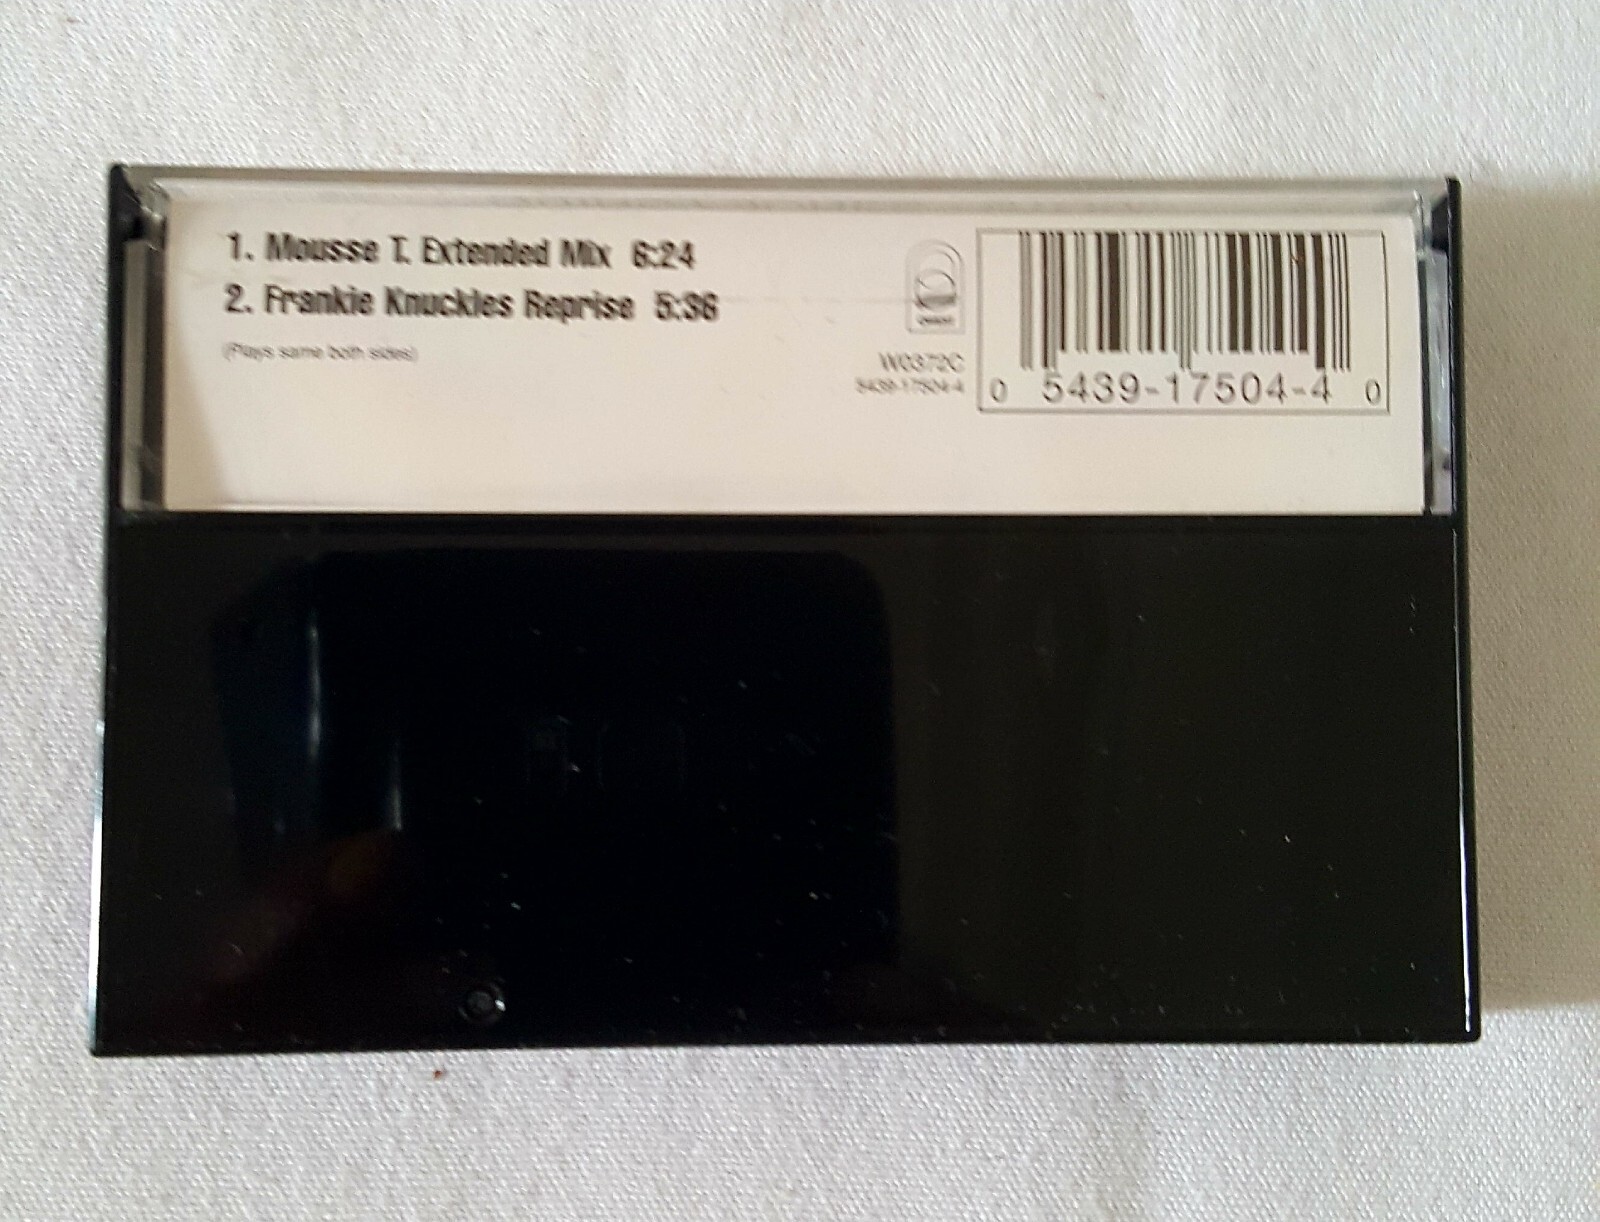 1. Mousse T. Extended Mix 6:24
2. Frankie Knuckles Reprise 5:36
(Plays same both sides)
W0372C
5439-17504-4
0 5439-17504-4 0